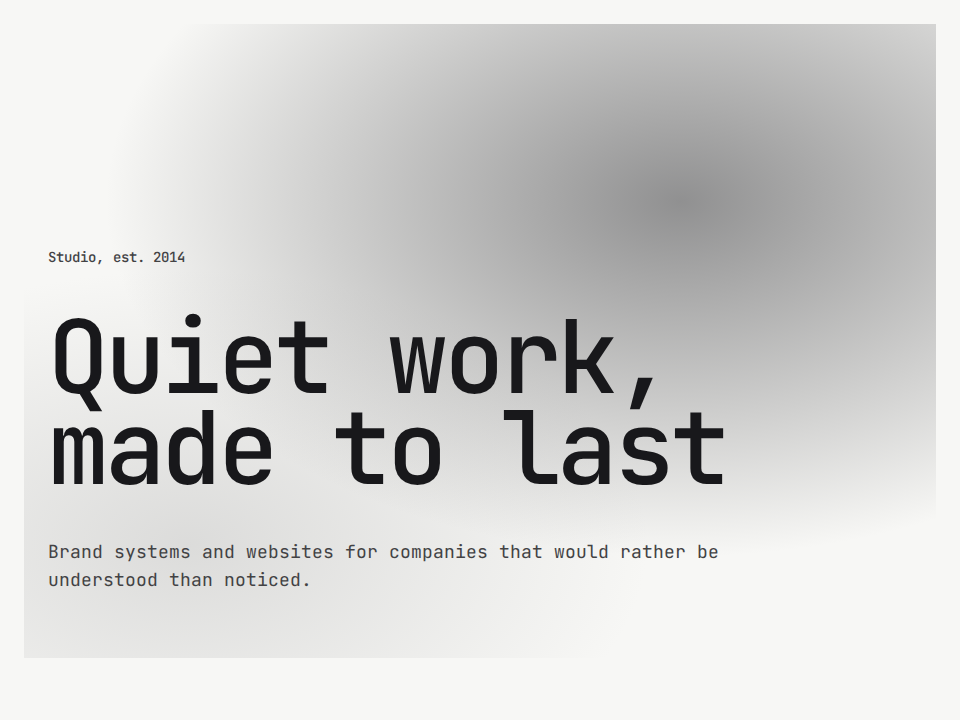 Studio, est. 2014
Quiet work,
made to last
Brand systems and websites for companies that would rather be
understood than noticed.